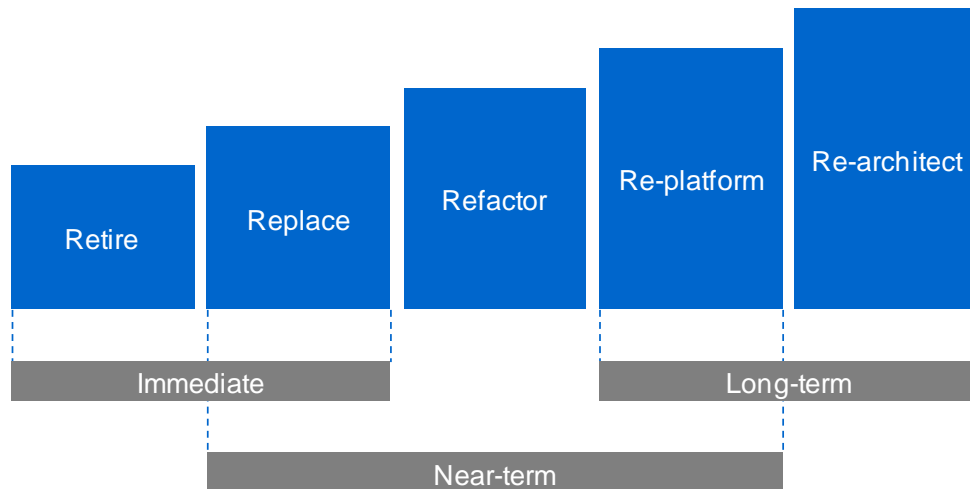 Retire
Replace
Refactor
Re-platform
Re-architect
Immediate
Long-term
Near-term